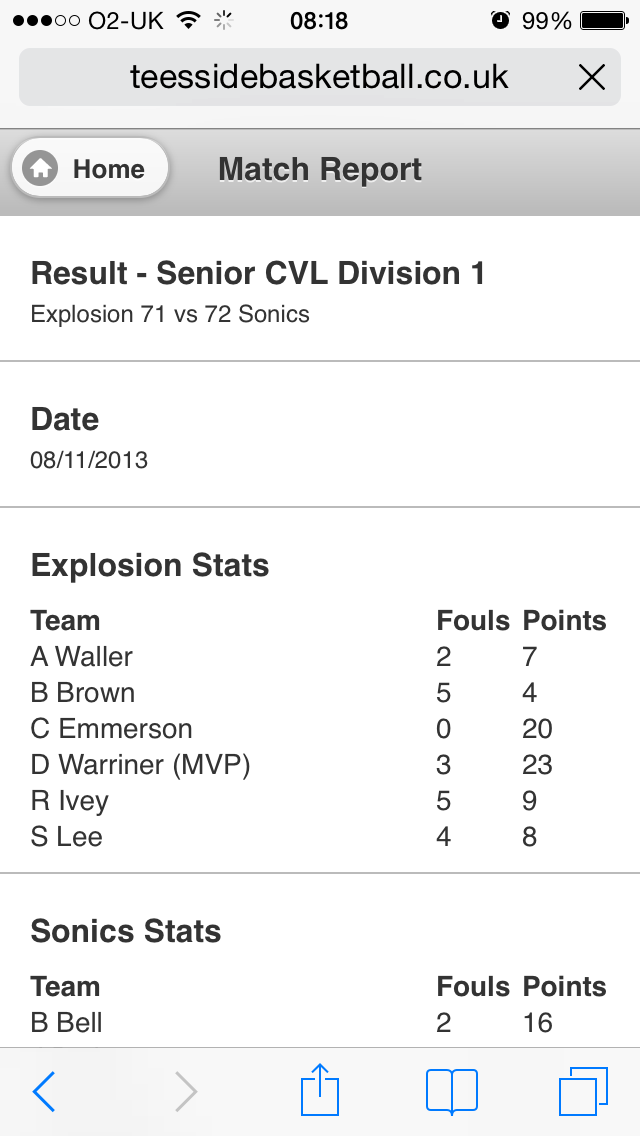 O2-UK 08:18 99%
teessidebasketball.co.uk
Home Match Report
Result - Senior CVL Division 1
Explosion 71 vs 72 Sonics
Date
08/11/2013
Explosion Stats
Team Fouls Points
A Waller 2 7
B Brown 5 4
C Emmerson 0 20
D Warriner (MVP) 3 23
R Ivey 5 9
S Lee 4 8
Sonics Stats
Team Fouls Points
B Bell 2 16